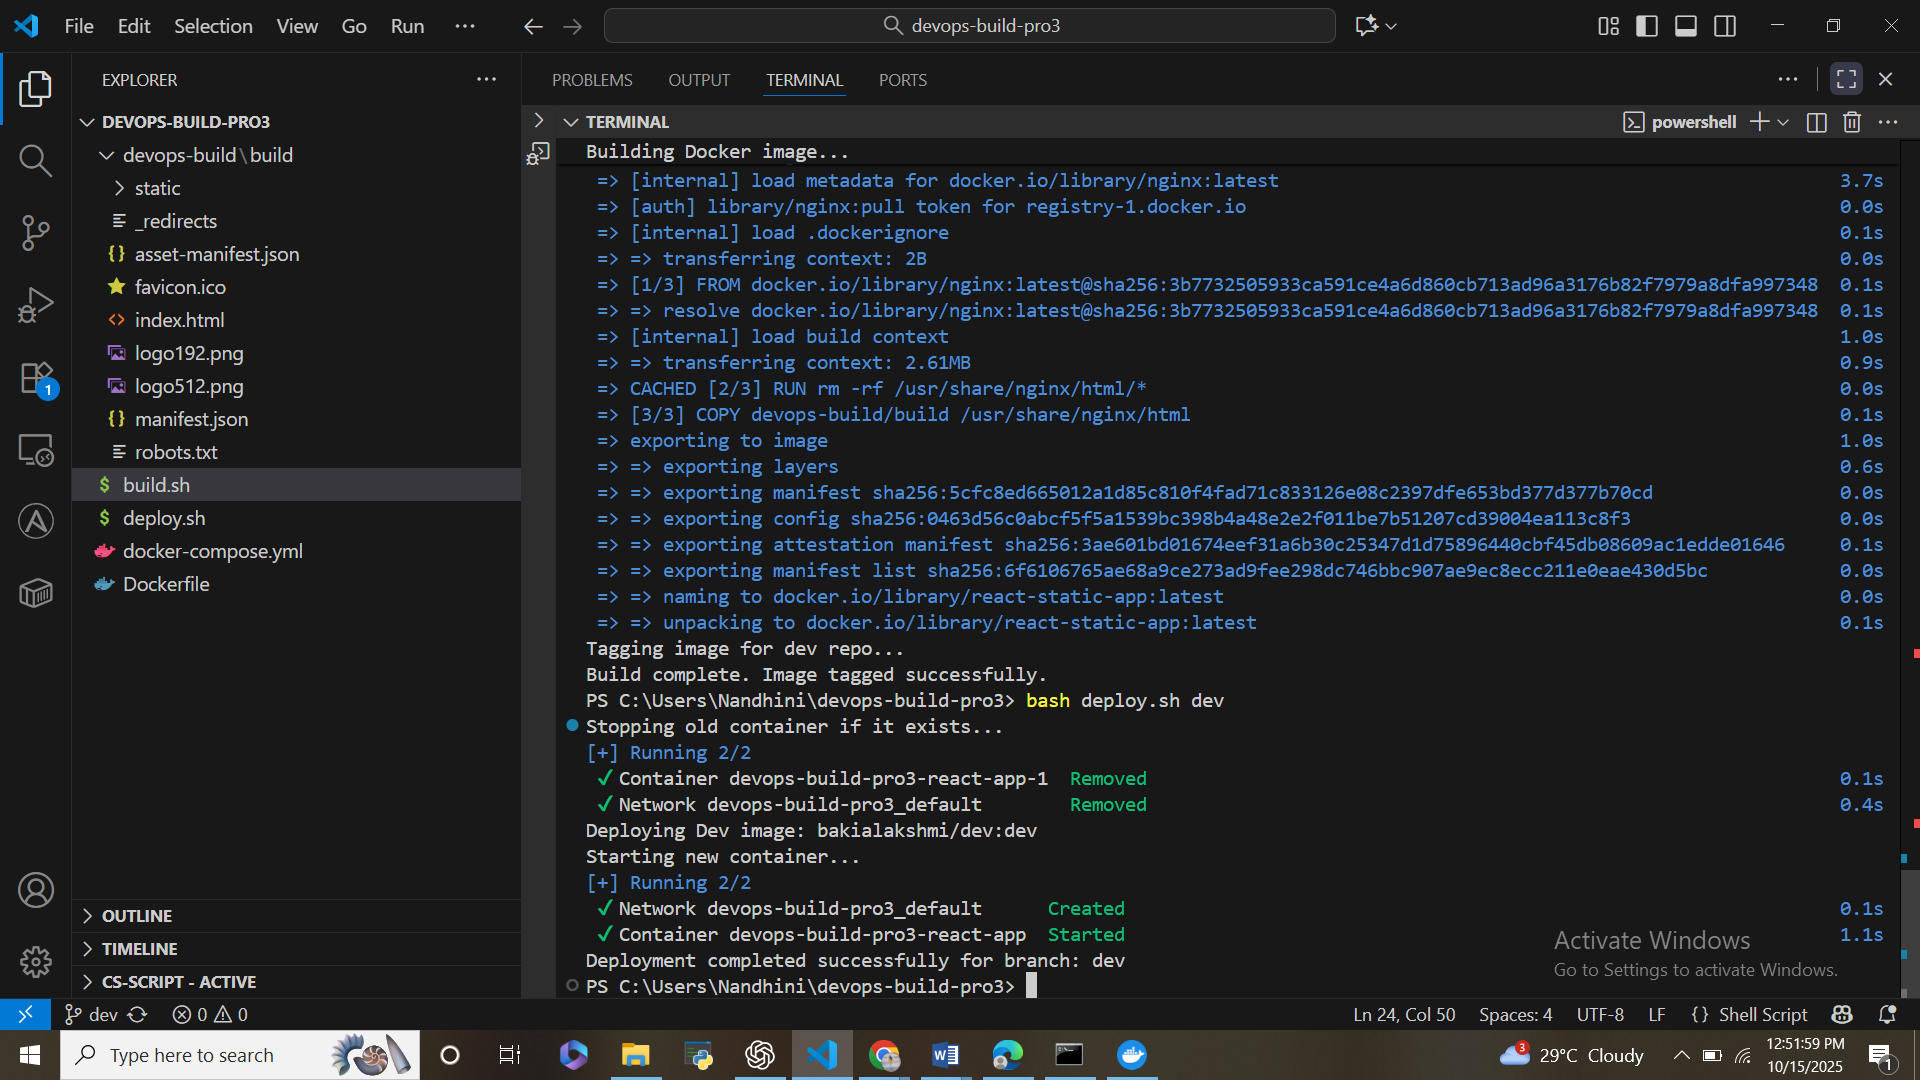 File Edit Selection View Go Run ... devops-build-pro3
EXPLORER ...
DEVOPS-BUILD-PRO3
devops-build\build
static
_redirects
asset-manifest.json
favicon.ico
index.html
logo192.png
logo512.png
manifest.json
robots.txt
build.sh
deploy.sh
docker-compose.yml
Dockerfile
OUTLINE
TIMELINE
CS-SCRIPT - ACTIVE
1
PROBLEMS OUTPUT TERMINAL PORTS
TERMINAL powershell
Building Docker image...
=> [internal] load metadata for docker.io/library/nginx:latest 3.7s
=> [auth] library/nginx:pull token for registry-1.docker.io 0.0s
=> [internal] load .dockerignore 0.1s
=> => transferring context: 2B 0.0s
=> [1/3] FROM docker.io/library/nginx:latest@sha256:3b7732505933ca591ce4a6d860cb713ad96a3176b82f7979a8dfa997348 0.1s
=> => resolve docker.io/library/nginx:latest@sha256:3b7732505933ca591ce4a6d860cb713ad96a3176b82f7979a8dfa997348 0.1s
=> [internal] load build context 1.0s
=> => transferring context: 2.61MB 0.9s
=> CACHED [2/3] RUN rm -rf /usr/share/nginx/html/* 0.0s
=> [3/3] COPY devops-build/build /usr/share/nginx/html 0.1s
=> exporting to image 1.0s
=> => exporting layers 0.6s
=> => exporting manifest sha256:5cfc8ed665012a1d85c810f4fad71c833126e08c2397dfe653bd377d377b70cd 0.0s
=> => exporting config sha256:0463d56c0abcf5f5a1539bc398b4a48e2e2f011be7b51207cd39004ea113c8f3 0.0s
=> => exporting attestation manifest sha256:3ae601bd01674eef31a6b30c25347d1d75896440cbf45db08609ac1edde01646 0.1s
=> => exporting manifest list sha256:6f6106765ae68a9ce273ad9fee298dc746bbc907ae9ec8ecc211e0eae430d5bc 0.0s
=> => naming to docker.io/library/react-static-app:latest 0.0s
=> => unpacking to docker.io/library/react-static-app:latest 0.1s
Tagging image for dev repo...
Build complete. Image tagged successfully.
PS C:\Users\Nandhini\devops-build-pro3> bash deploy.sh dev
Stopping old container if it exists...
[+] Running 2/2
✔ Container devops-build-pro3-react-app-1 Removed 0.1s
✔ Network devops-build-pro3_default Removed 0.4s
Deploying Dev image: bakialakshmi/dev:dev
Starting new container...
[+] Running 2/2
✔ Network devops-build-pro3_default Created 0.1s
✔ Container devops-build-pro3-react-app Started 1.1s
Deployment completed successfully for branch: dev
PS C:\Users\Nandhini\devops-build-pro3>
Activate Windows
Go to Settings to activate Windows.
dev 0 0 Ln 24, Col 50 Spaces: 4 UTF-8 LF {} Shell Script
Type here to search 3 29°C Cloudy 12:51:59 PM
10/15/2025 1